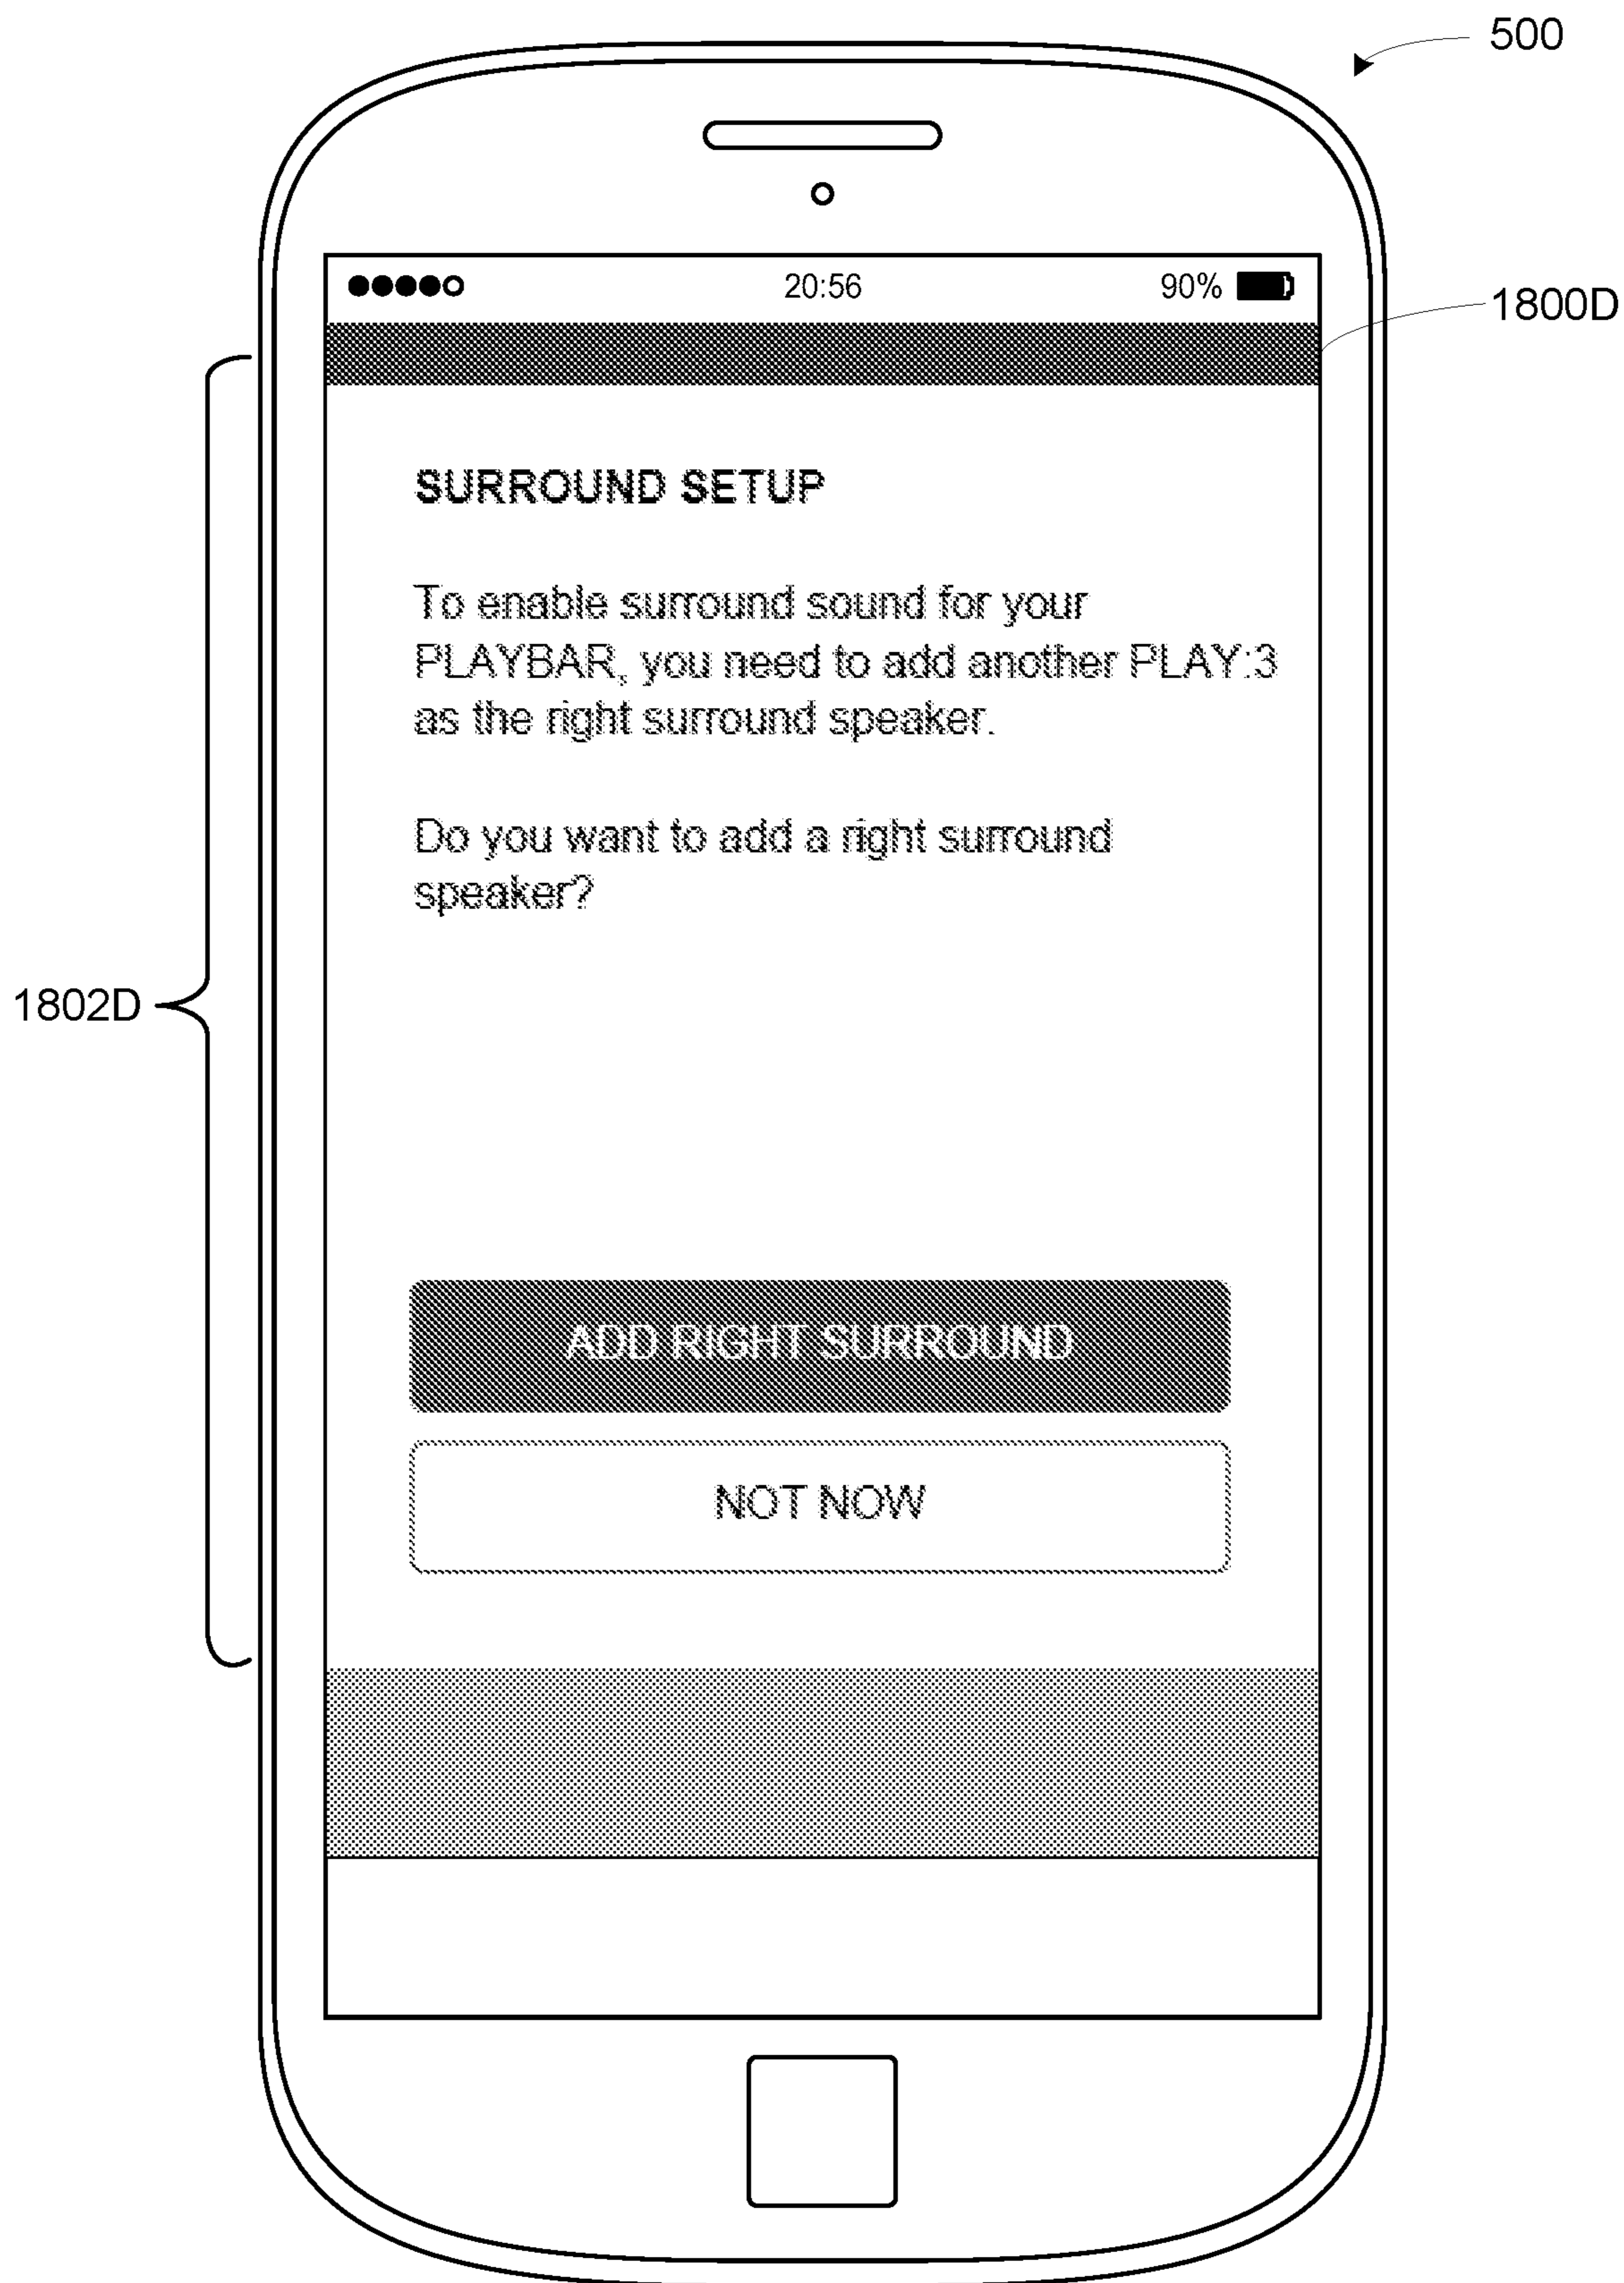 500
20:56
90%
1800D
SURROUND SETUP
To enable surround sound for your
PLAYBAR, you need to add another PLAY:3
as the right surround speaker.
Do you want to add a right surround
speaker?
1802D
ADD RIGHT SURROUND
NOT NOW